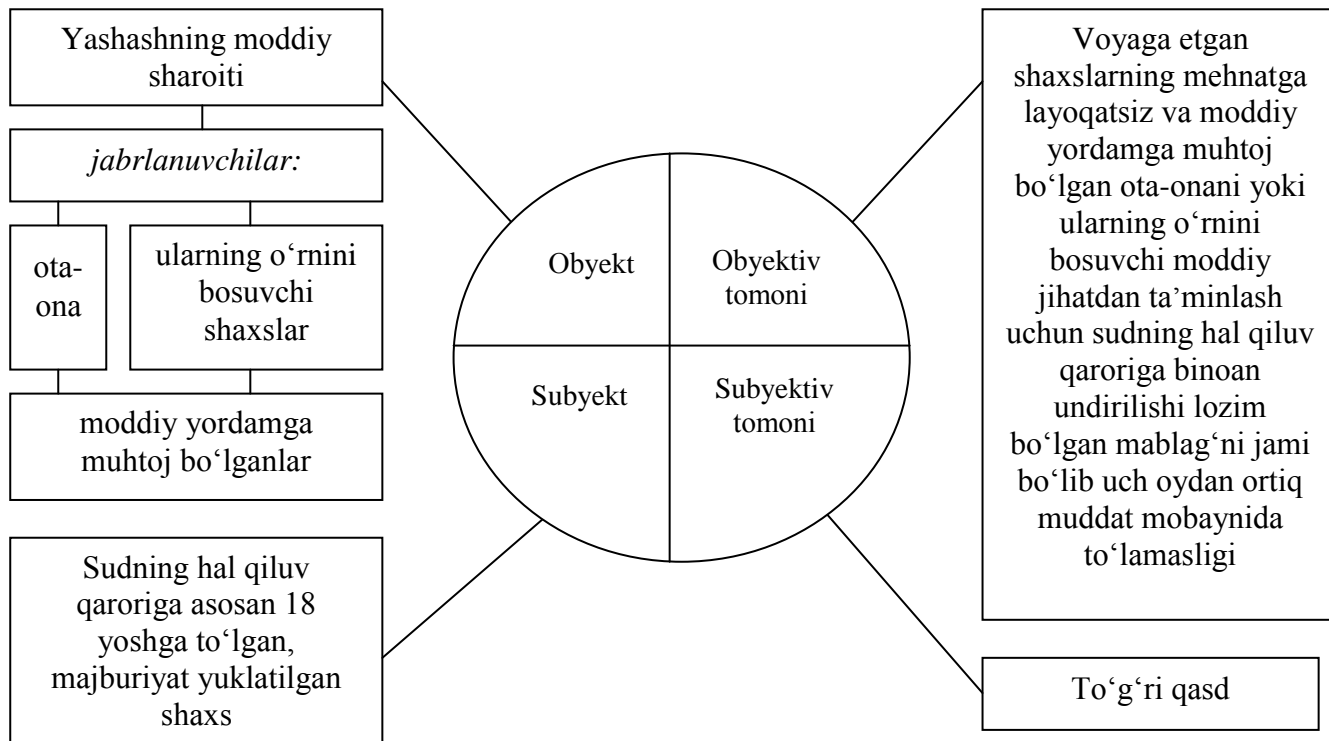 Yashashning moddiy
sharoiti
jabrlanuvchilar:
ota-
ona
ularning o‘rnini
bosuvchi
shaxslar
moddiy yordamga
muhtoj bo‘lganlar
Sudning hal qiluv
qaroriga asosan 18
yoshga to‘lgan,
majburiyat yuklatilgan
shaxs
Obyekt
Obyektiv
tomoni
Subyekt
Subyektiv
tomoni
Voyaga etgan
shaxslarning mehnatga
layoqatsiz va moddiy
yordamga muhtoj
bo‘lgan ota-onani yoki
ularning o‘rnini
bosuvchi moddiy
jihatdan ta’minlash
uchun sudning hal qiluv
qaroriga binoan
undirilishi lozim
bo‘lgan mablag‘ni jami
bo‘lib uch oydan ortiq
muddat mobaynida
to‘lamasligi
To‘g‘ri qasd